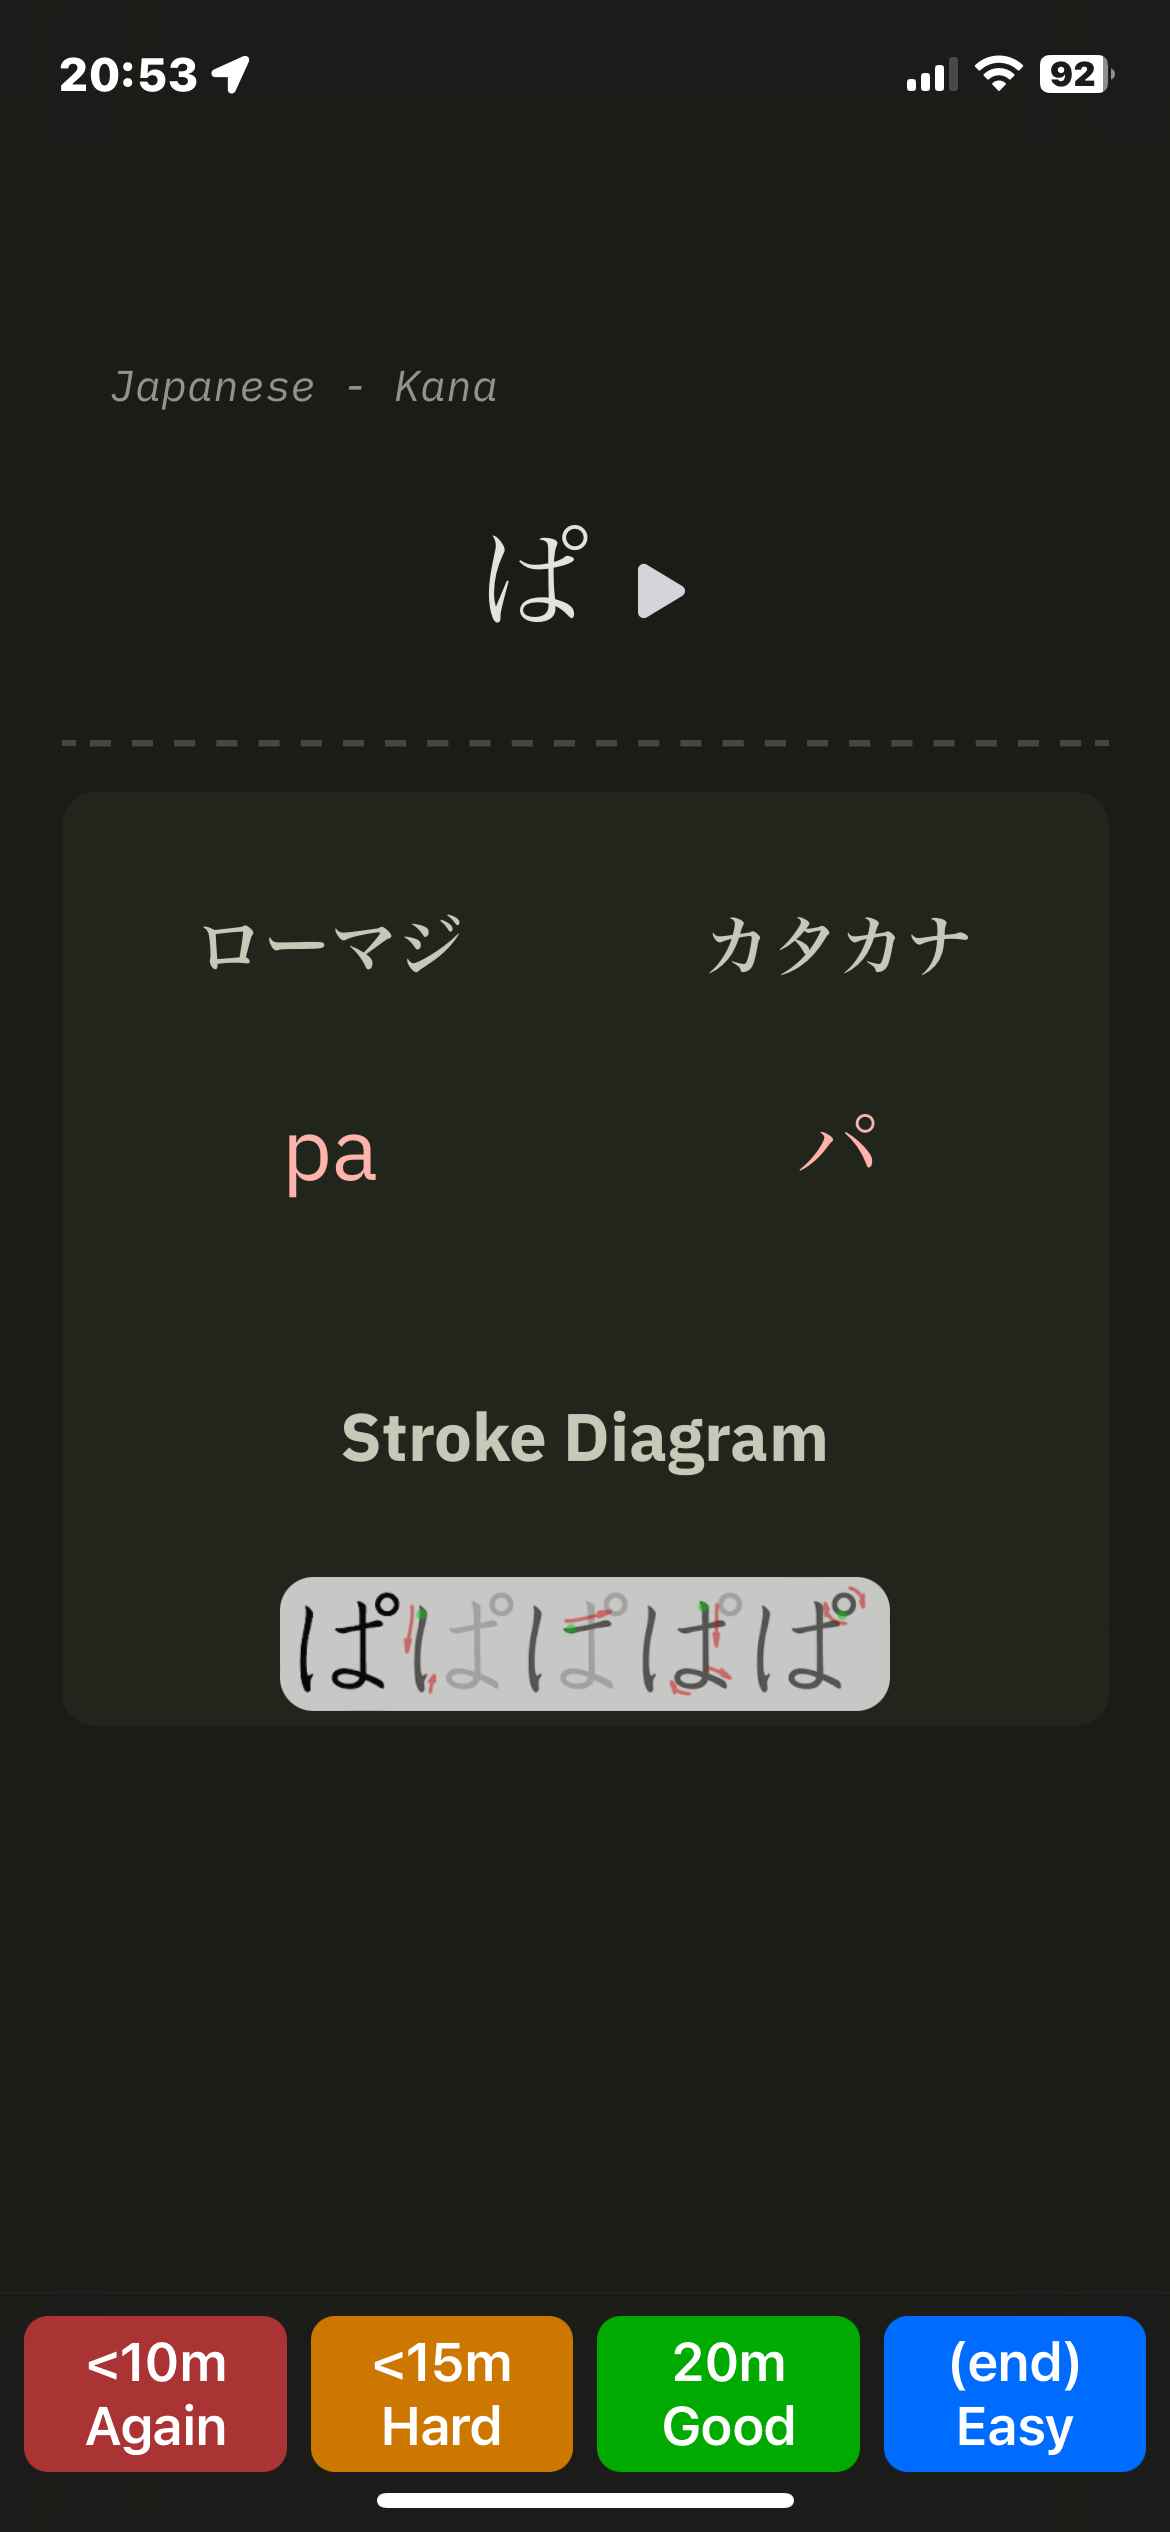 20:53
92
Japanese - Kana
ぱ
ローマジ カタカナ
pa パ
Stroke Diagram
ぱ ぱ ぱ ぱ ぱ
<10m <15m 20m (end)
Again Hard Good Easy